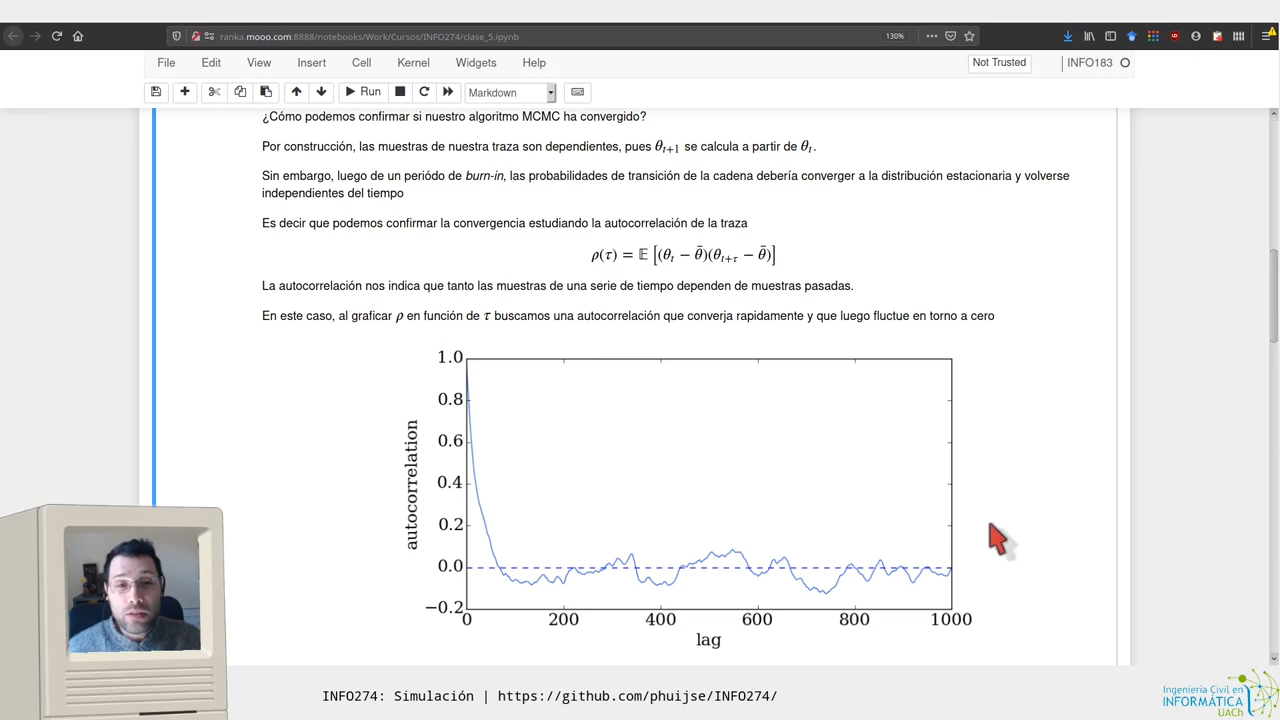 ranka.mooo.com:8888/notebooks/Work/Cursos/INFO274/clase_5.ipynb 130%
File Edit View Insert Cell Kernel Widgets Help Not Trusted INFO183
Run Markdown
¿Cómo podemos confirmar si nuestro algoritmo MCMC ha convergido?
Por construcción, las muestras de nuestra traza son dependientes, pues θ_{t+1} se calcula a partir de θ_t.
Sin embargo, luego de un periódo de burn-in, las probabilidades de transición de la cadena debería converger a la distribución estacionaria y volverse
independientes del tiempo
Es decir que podemos confirmar la convergencia estudiando la autocorrelación de la traza
ρ(τ) = 𝔼 [(θ_t − θ̄)(θ_{t+τ} − θ̄)]
La autocorrelación nos indica que tanto las muestras de una serie de tiempo dependen de muestras pasadas.
En este caso, al graficar ρ en función de τ buscamos una autocorrelación que converja rapidamente y que luego fluctue en torno a cero
1.0
0.8
0.6
0.4
0.2
0.0
−0.2
autocorrelation
0 200 400 600 800 1000
lag
INFO274: Simulación | https://github.com/phuijse/INFO274/
Ingeniería Civil en
INFORMÁTICA
UACh